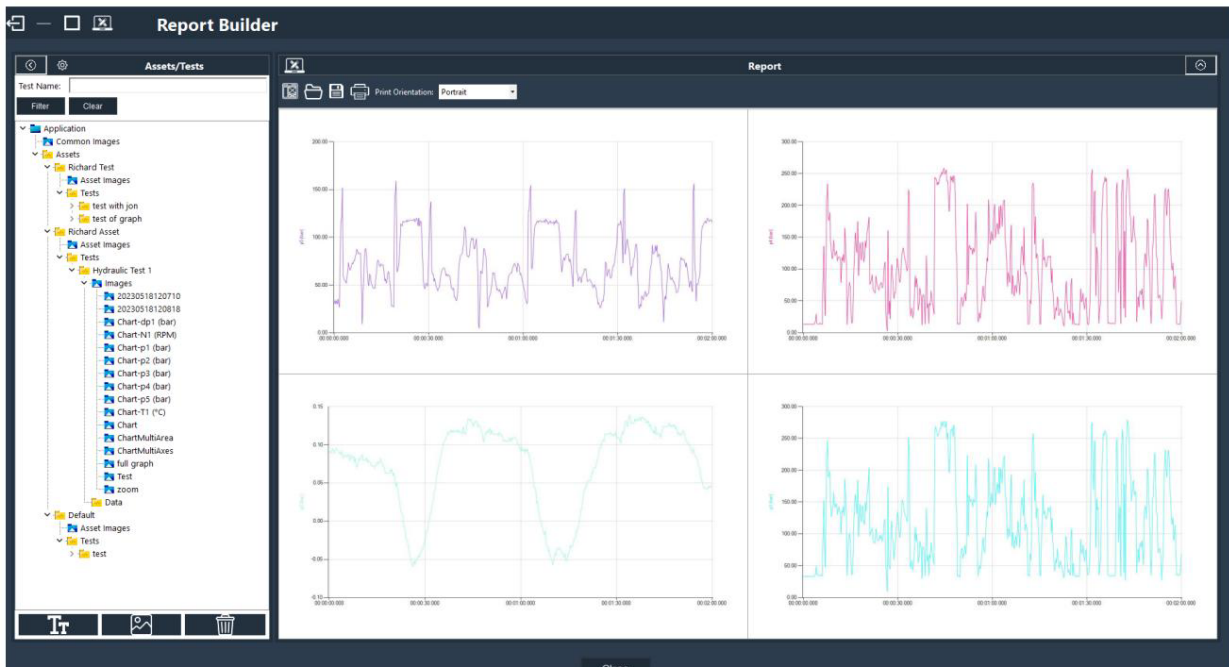 Report Builder
Assets/Tests
Report
Test Name:
Filter
Clear
Print Orientation: Portrait
Application
Common Images
Assets
Richard Test
Asset Images
Tests
test with jon
test of graph
Richard Asset
Asset Images
Tests
Hydraulic Test 1
Images
20230518120710
20230518120818
Chart-dp1 (bar)
Chart-N1 (RPM)
Chart-p1 (bar)
Chart-p2 (bar)
Chart-p3 (bar)
Chart-p4 (bar)
Chart-p5 (bar)
Chart-T1 (°C)
Chart
ChartMultiArea
ChartMultiAxes
full graph
Test
zoom
Data
Default
Asset Images
Tests
test
Tт
200.00
150.00
100.00
50.00
0.00
00:00:00.000 00:00:30.000 00:01:00.000 00:01:30.000 00:02:00.000
300.00
250.00
200.00
150.00
100.00
50.00
0.00
00:00:00.000 00:00:30.000 00:01:00.000 00:01:30.000 00:02:00.000
0.15
0.10
0.05
0.00
-0.05
-0.10
00:00:00.000 00:00:30.000 00:01:00.000 00:01:30.000 00:02:00.000
300.00
250.00
200.00
150.00
100.00
50.00
0.00
00:00:00.000 00:00:30.000 00:01:00.000 00:01:30.000 00:02:00.000